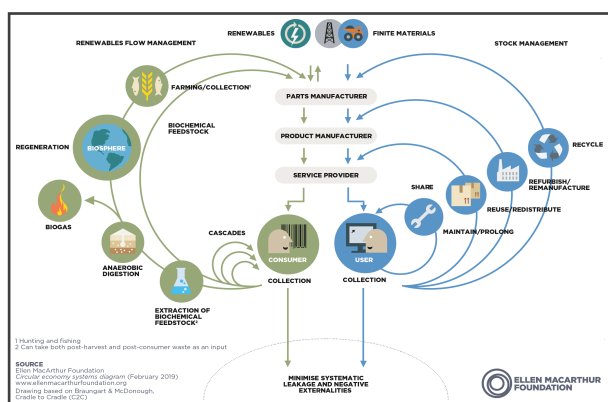 RENEWABLES
FINITE MATERIALS
RENEWABLES FLOW MANAGEMENT
STOCK MANAGEMENT
FARMING/COLLECTION¹
PARTS MANUFACTURER
BIOCHEMICAL
FEEDSTOCK
PRODUCT MANUFACTURER
REGENERATION
BIOSPHERE
RECYCLE
SERVICE PROVIDER
SHARE
REFURBISH/
REMANUFACTURE
REUSE/REDISTRIBUTE
BIOGAS
CASCADES
MAINTAIN/PROLONG
CONSUMER
USER
ANAEROBIC
DIGESTION
COLLECTION
COLLECTION
EXTRACTION OF
BIOCHEMICAL
FEEDSTOCK²
1 Hunting and fishing
2 Can take both post-harvest and post-consumer waste as an input
SOURCE
Ellen MacArthur Foundation
Circular economy systems diagram (February 2019)
www.ellenmacarthurfoundation.org
Drawing based on Braungart & McDonough,
Cradle to Cradle (C2C)
MINIMISE SYSTEMATIC
LEAKAGE AND NEGATIVE
EXTERNALITIES
ELLEN MACARTHUR
FOUNDATION